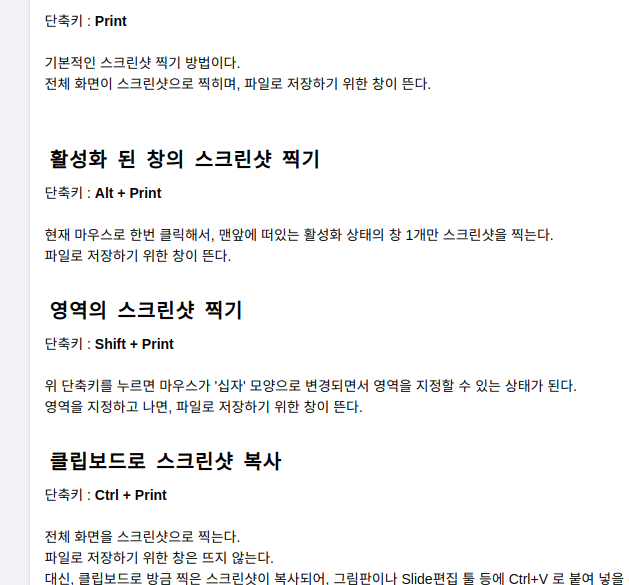 단축키 : Print
기본적인 스크린샷 찍기 방법이다.
전체 화면이 스크린샷으로 찍히며, 파일로 저장하기 위한 창이 뜬다.
활성화 된 창의 스크린샷 찍기
단축키 : Alt + Print
현재 마우스로 한번 클릭해서, 맨앞에 떠있는 활성화 상태의 창 1개만 스크린샷을 찍는다.
파일로 저장하기 위한 창이 뜬다.
영역의 스크린샷 찍기
단축키 : Shift + Print
위 단축키를 누르면 마우스가 '십자' 모양으로 변경되면서 영역을 지정할 수 있는 상태가 된다.
영역을 지정하고 나면, 파일로 저장하기 위한 창이 뜬다.
클립보드로 스크린샷 복사
단축키 : Ctrl + Print
전체 화면을 스크린샷으로 찍는다.
파일로 저장하기 위한 창은 뜨지 않는다.
대신, 클립보드로 방금 찍은 스크린샷이 복사되어, 그림판이나 Slide편집 툴 등에 Ctrl+V 로 붙여 넣을